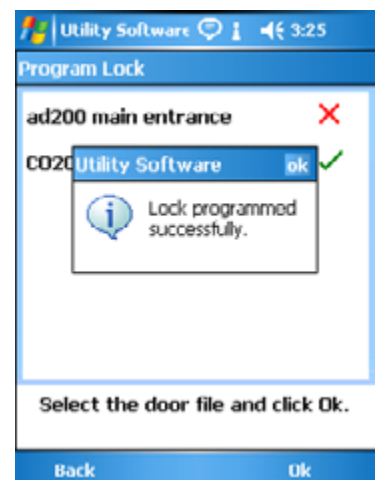 Utility Software 3:25
Program Lock
ad200 main entrance
CO20
Utility Software ok
Lock programmed
successfully.
Select the door file and click Ok.
Back Ok